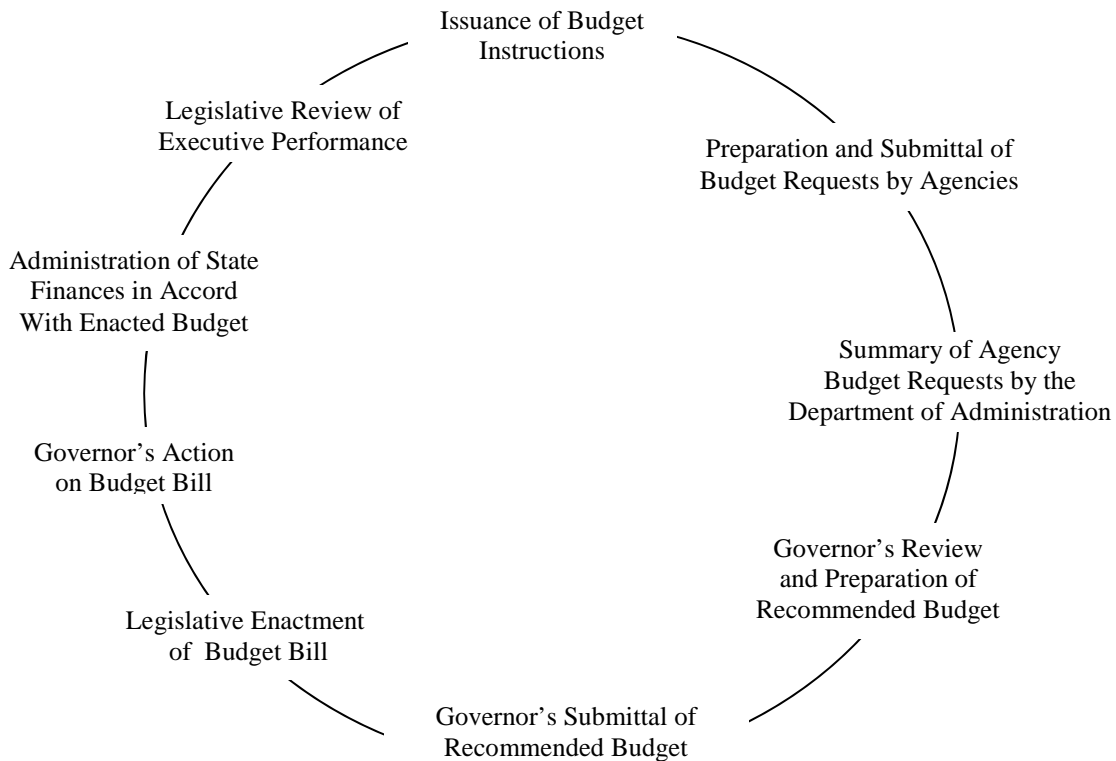 Issuance of Budget
Instructions
Preparation and Submittal of
Budget Requests by Agencies
Summary of Agency
Budget Requests by the
Department of Administration
Governor’s Review
and Preparation of
Recommended Budget
Governor’s Submittal of
Recommended Budget
Legislative Enactment
of Budget Bill
Governor’s Action
on Budget Bill
Administration of State
Finances in Accord
With Enacted Budget
Legislative Review of
Executive Performance